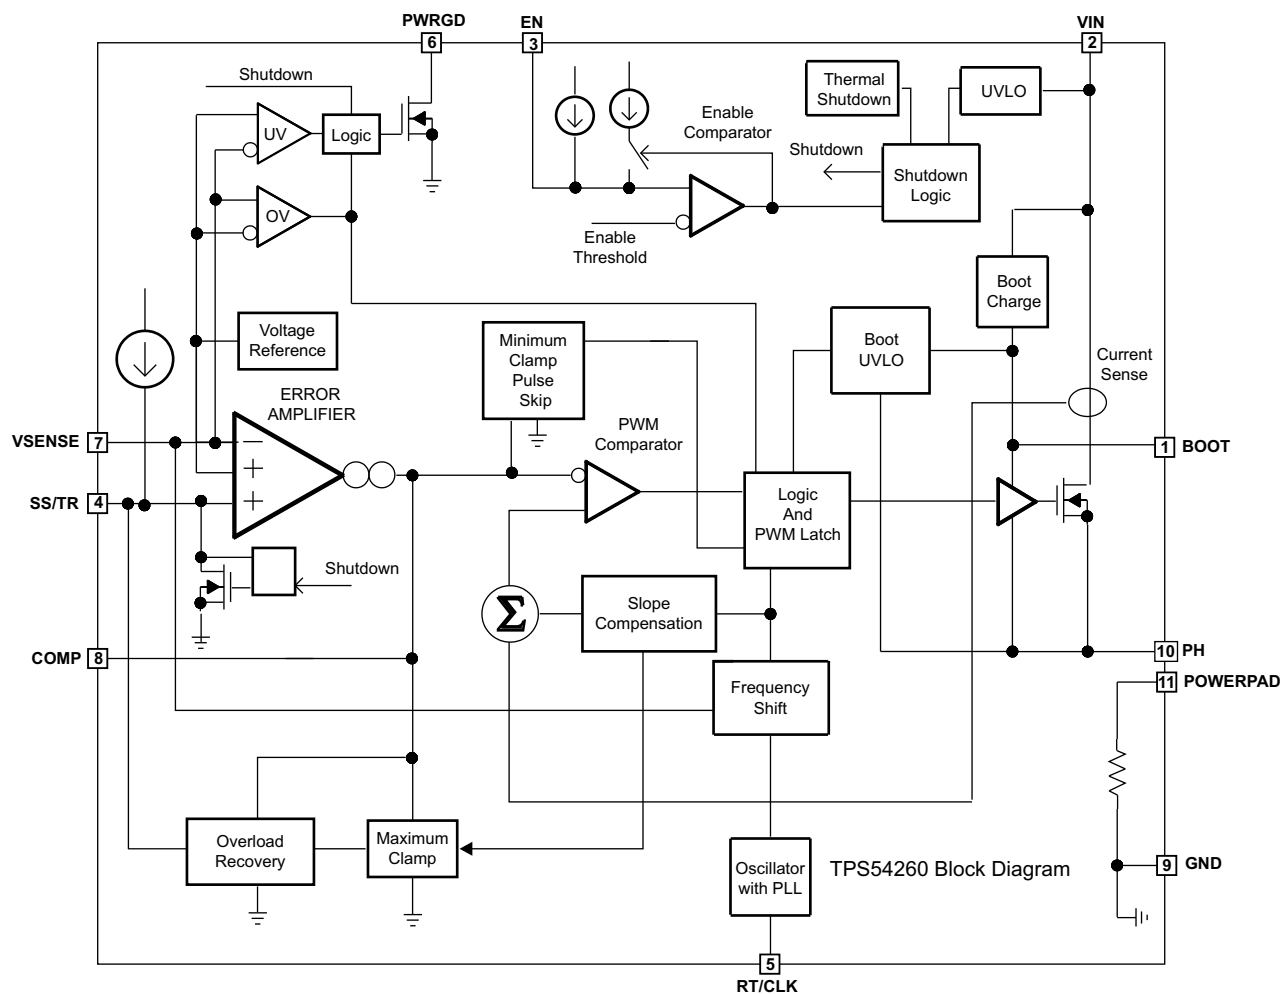 PWRGD
EN
VIN
6
3
2
Shutdown
UV
Logic
OV
Enable
Comparator
Enable
Threshold
Thermal
Shutdown
UVLO
Shutdown
Shutdown
Logic
Boot
Charge
Voltage
Reference
Minimum
Clamp
Pulse
Skip
Boot
UVLO
Current
Sense
ERROR
AMPLIFIER
PWM
Comparator
VSENSE
7
−
+
+
1
BOOT
SS/TR
4
Logic
And
PWM Latch
Shutdown
Σ
Slope
Compensation
COMP
8
10
PH
11
POWERPAD
Frequency
Shift
Overload
Recovery
Maximum
Clamp
Oscillator
with PLL
TPS54260 Block Diagram
9
GND
5
RT/CLK